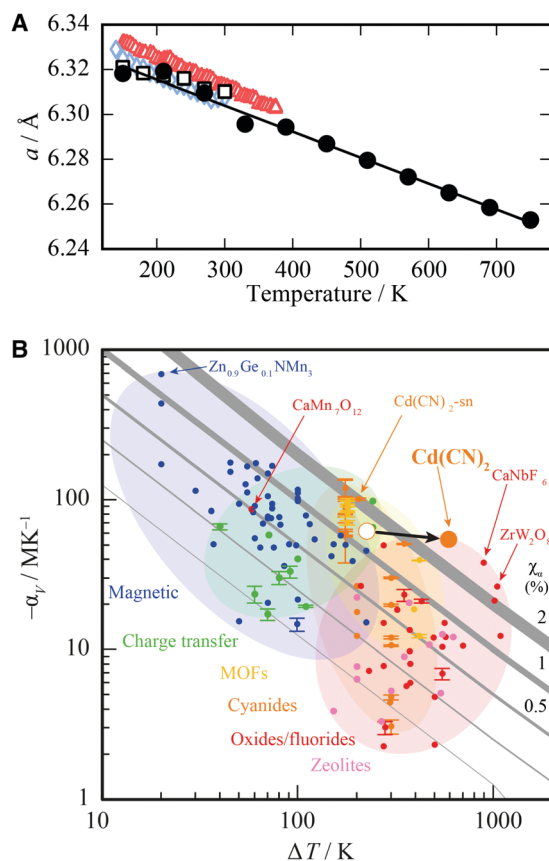 A
6.34
6.32
6.30
6.28
6.26
6.24
a / Å
200 300 400 500 600 700
Temperature / K
B
1000
100
10
1
−αV / MK−1
Zn0.9Ge0.1NMn3
CaMn7O12
Cd(CN)2-sn
Cd(CN)2
CaNbF6
ZrW2O8
χα
(%)
2
1
0.5
Magnetic
Charge transfer
MOFs
Cyanides
Oxides/fluorides
Zeolites
10 100 1000
ΔT / K